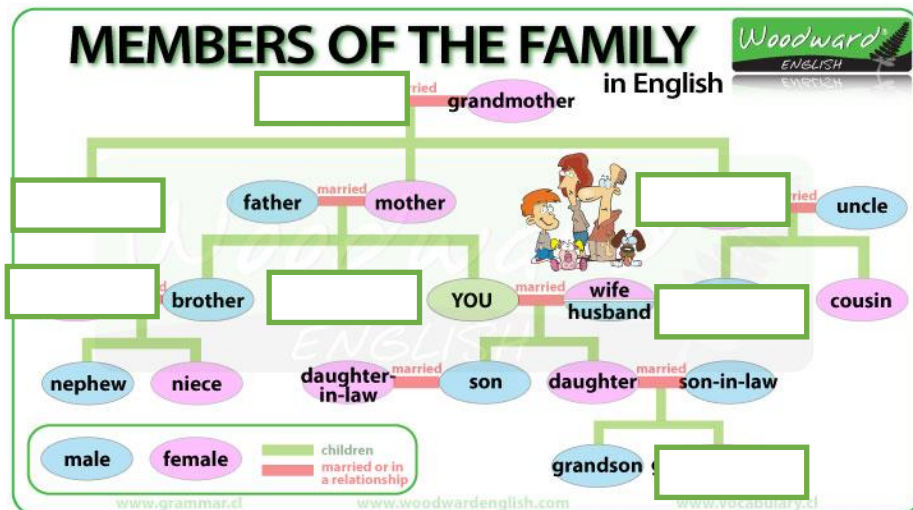 MEMBERS OF THE FAMILY
in English
Woodward®
ENGLISH
grandmother
father
married
mother
uncle
brother
YOU
married
wife
husband
cousin
nephew
niece
daughter-
in-law
married
son
daughter
married
son-in-law
male
female
children
married or in
a relationship
grandson
www.grammar.cl
www.woodwardenglish.com
www.vocabulary.cl